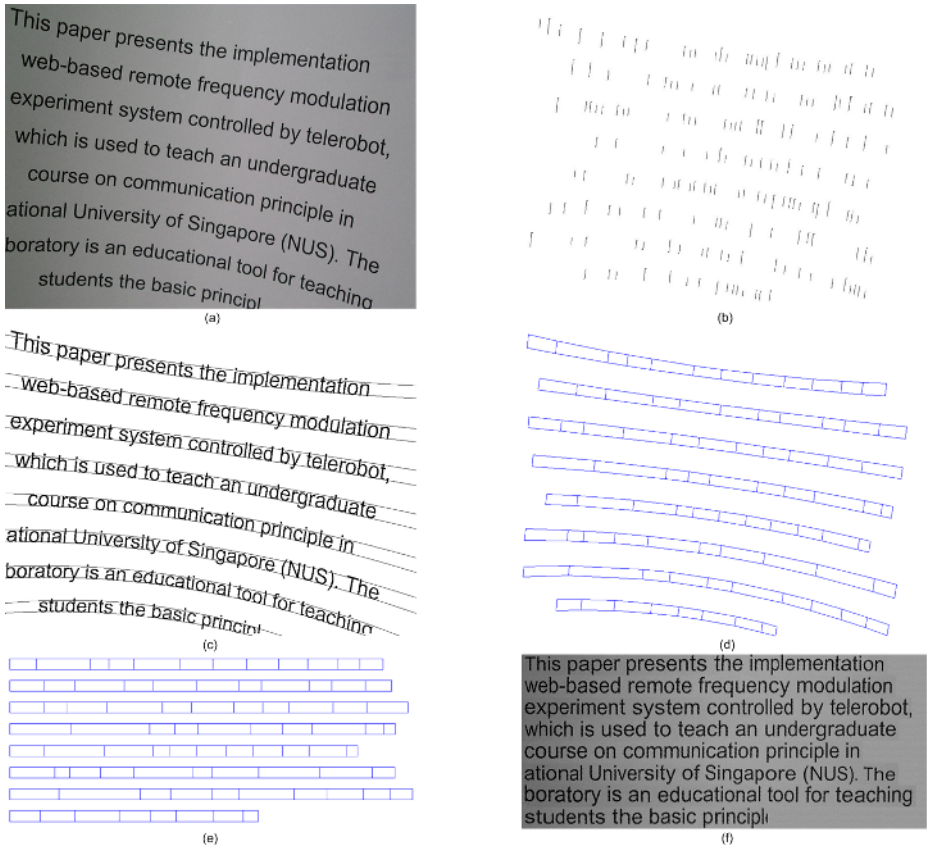 This paper presents the implementation
web-based remote frequency modulation
experiment system controlled by telerobot,
which is used to teach an undergraduate
course on communication principle in
ational University of Singapore (NUS). The
boratory is an educational tool for teaching
students the basic principl
(a)
(b)
This paper presents the implementation
web-based remote frequency modulation
experiment system controlled by telerobot,
which is used to teach an undergraduate
course on communication principle in
ational University of Singapore (NUS). The
boratory is an educational tool for teaching
students the basic principl
(c)
(d)
(e)
This paper presents the implementation
web-based remote frequency modulation
experiment system controlled by telerobot,
which is used to teach an undergraduate
course on communication principle in
ational University of Singapore (NUS). The
boratory is an educational tool for teaching
students the basic principl
(f)